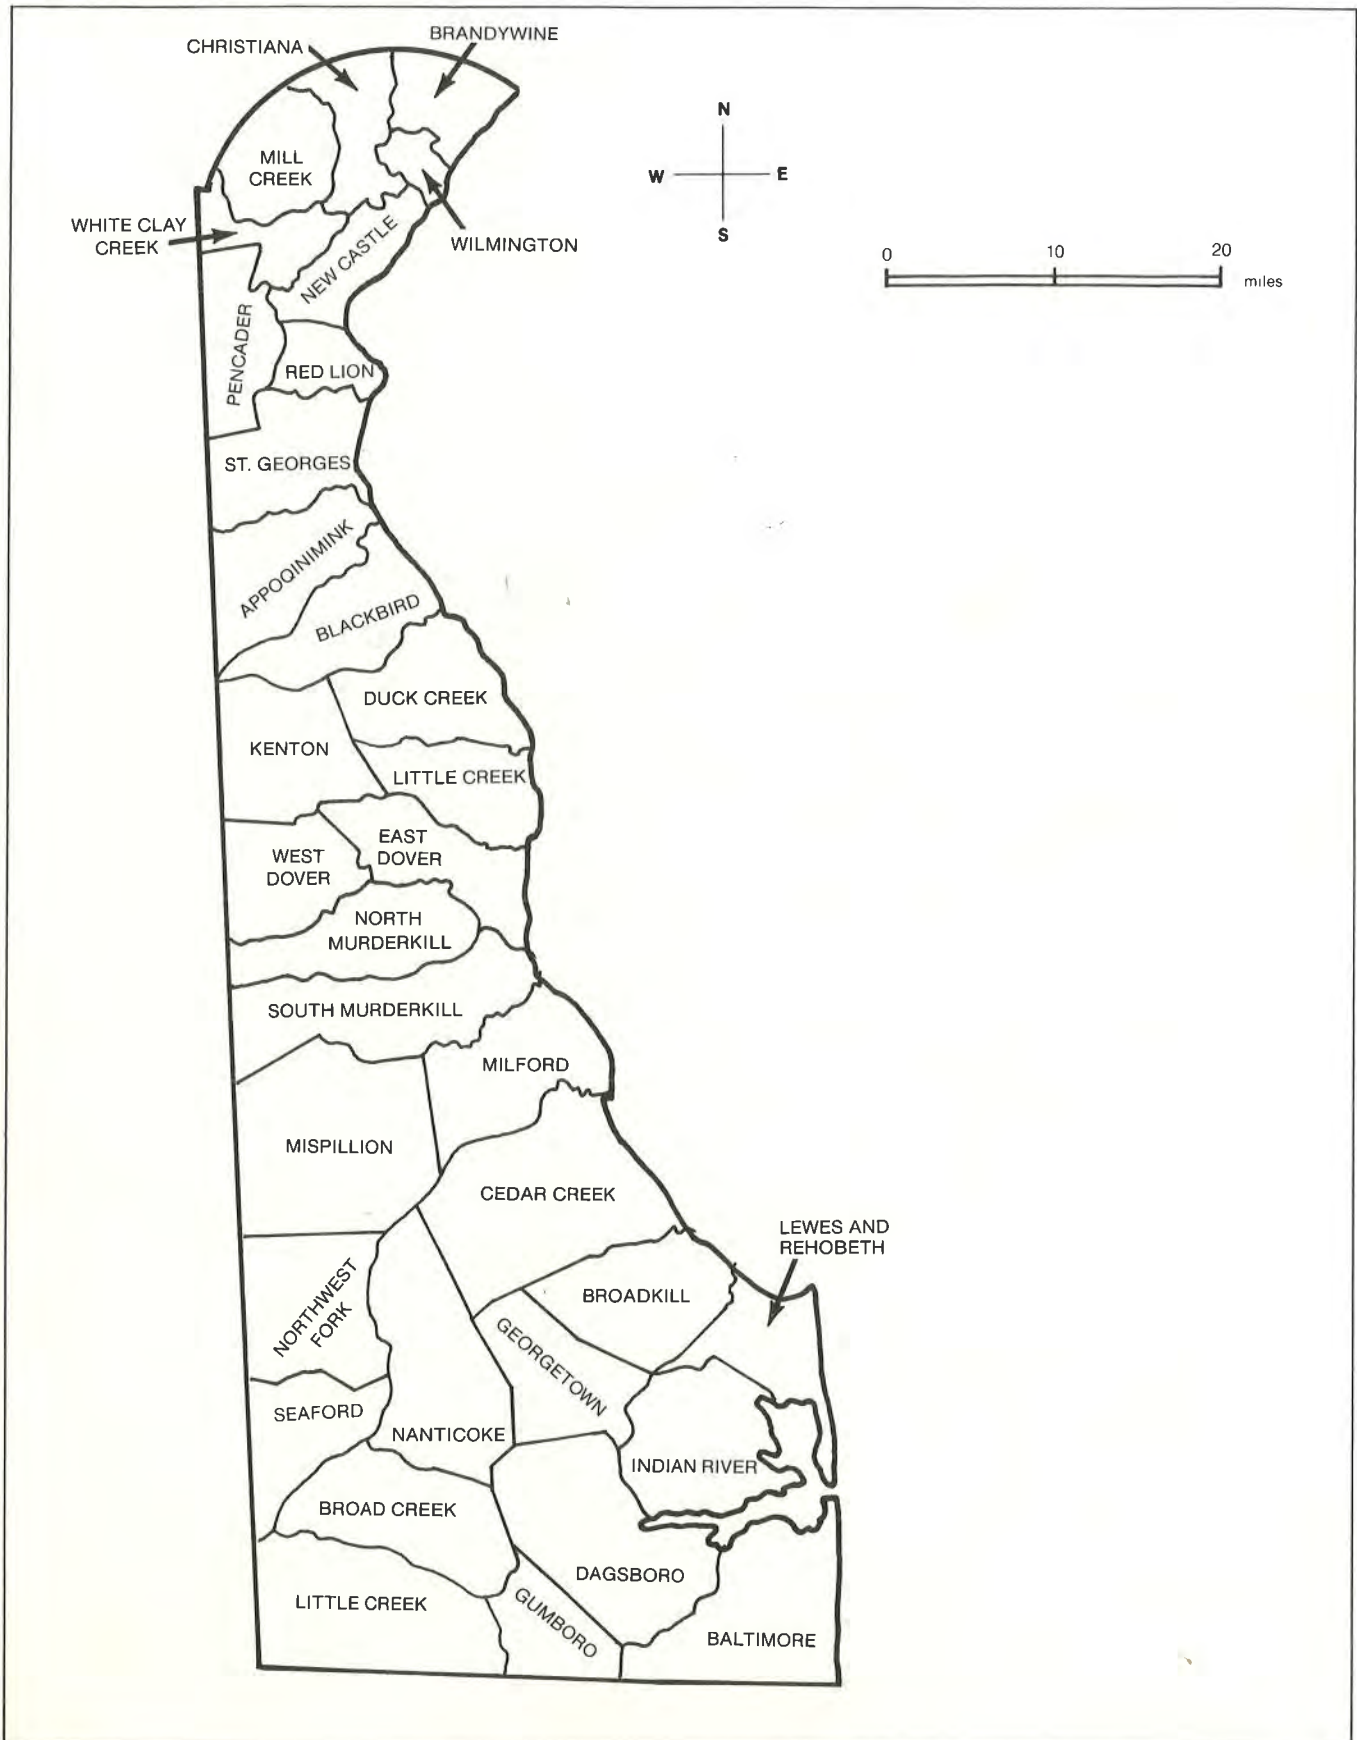 CHRISTIANA
BRANDYWINE
N
W
E
S
MILL
CREEK
WHITE CLAY
CREEK
WILMINGTON
NEW CASTLE
0
10
20
miles
PENCADER
RED LION
ST. GEORGES
APPOQINIMINK
BLACKBIRD
DUCK CREEK
KENTON
LITTLE CREEK
EAST
DOVER
WEST
DOVER
NORTH
MURDERKILL
SOUTH MURDERKILL
MILFORD
MISPILLION
CEDAR CREEK
LEWES AND
REHOBETH
NORTHWEST
FORK
BROADKILL
GEORGETOWN
SEAFORD
NANTICOKE
INDIAN RIVER
BROAD CREEK
DAGSBORO
LITTLE CREEK
GUMBORO
BALTIMORE